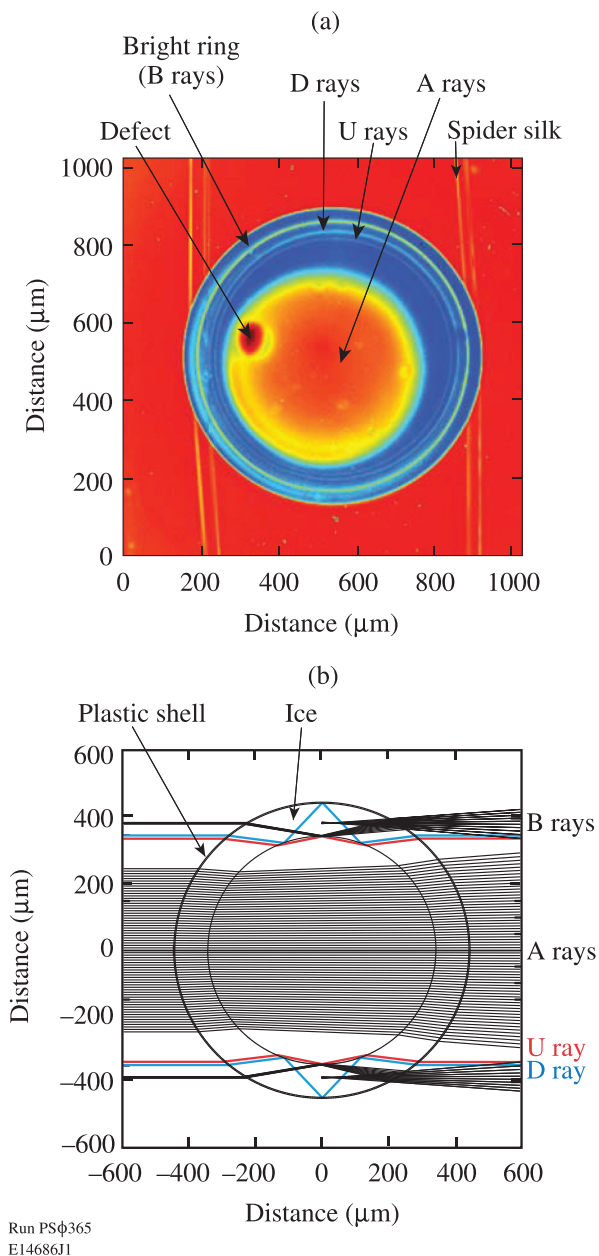 (a)
Bright ring
(B rays)
D rays
A rays
Defect
U rays
Spider silk
1000
800
600
400
200
0
Distance (μm)
0 200 400 600 800 1000
Distance (μm)
(b)
Plastic shell
Ice
600
400
200
0
–200
–400
–600
Distance (μm)
B rays
A rays
U ray
D ray
–600 –400 –200 0 200 400 600
Distance (μm)
Run PSϕ365
E14686J1